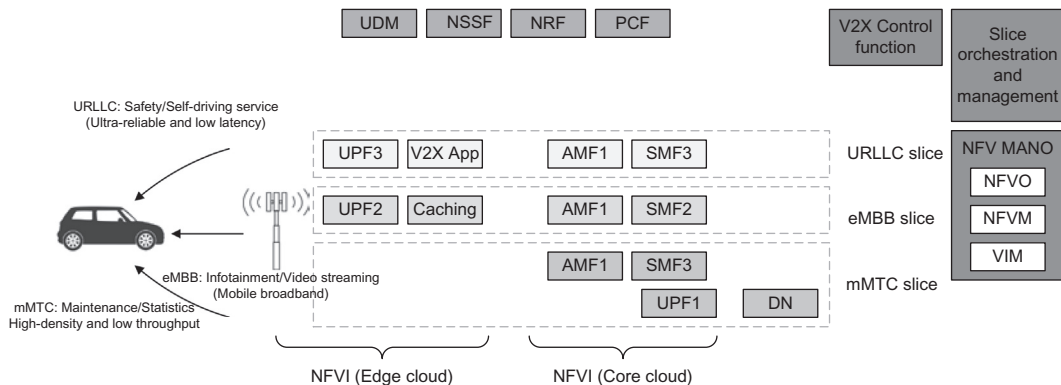 UDM
NSSF
NRF
PCF
V2X Control
function
Slice
orchestration
and
management
URLLC: Safety/Self-driving service
(Ultra-reliable and low latency)
UPF3
V2X App
AMF1
SMF3
URLLC slice
NFV MANO
NFVO
NFVM
VIM
UPF2
Caching
AMF1
SMF2
eMBB slice
eMBB: Infotainment/Video streaming
(Mobile broadband)
AMF1
SMF3
mMTC slice
UPF1
DN
mMTC: Maintenance/Statistics
High-density and low throughput
NFVI (Edge cloud)
NFVI (Core cloud)